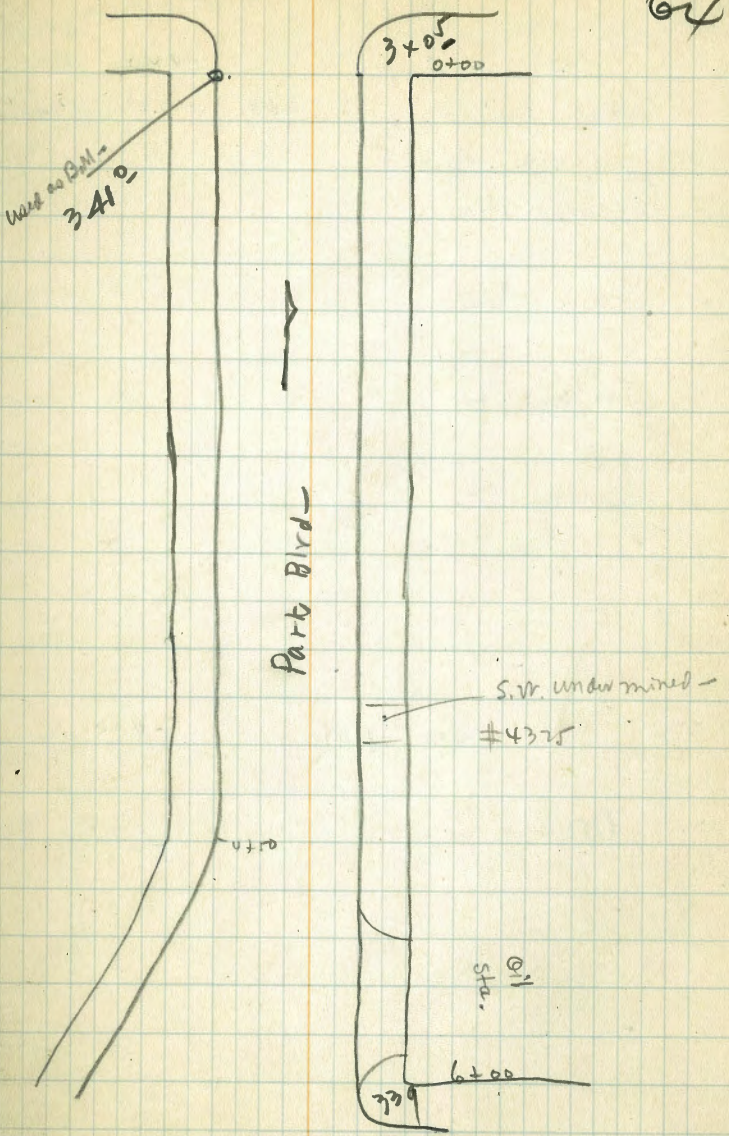 64
3+05
0+00
used as B.M.-
341.0
Park Blvd-
S.W. undermined-
#4325
4+50
Oil
Sta.
6+00
339